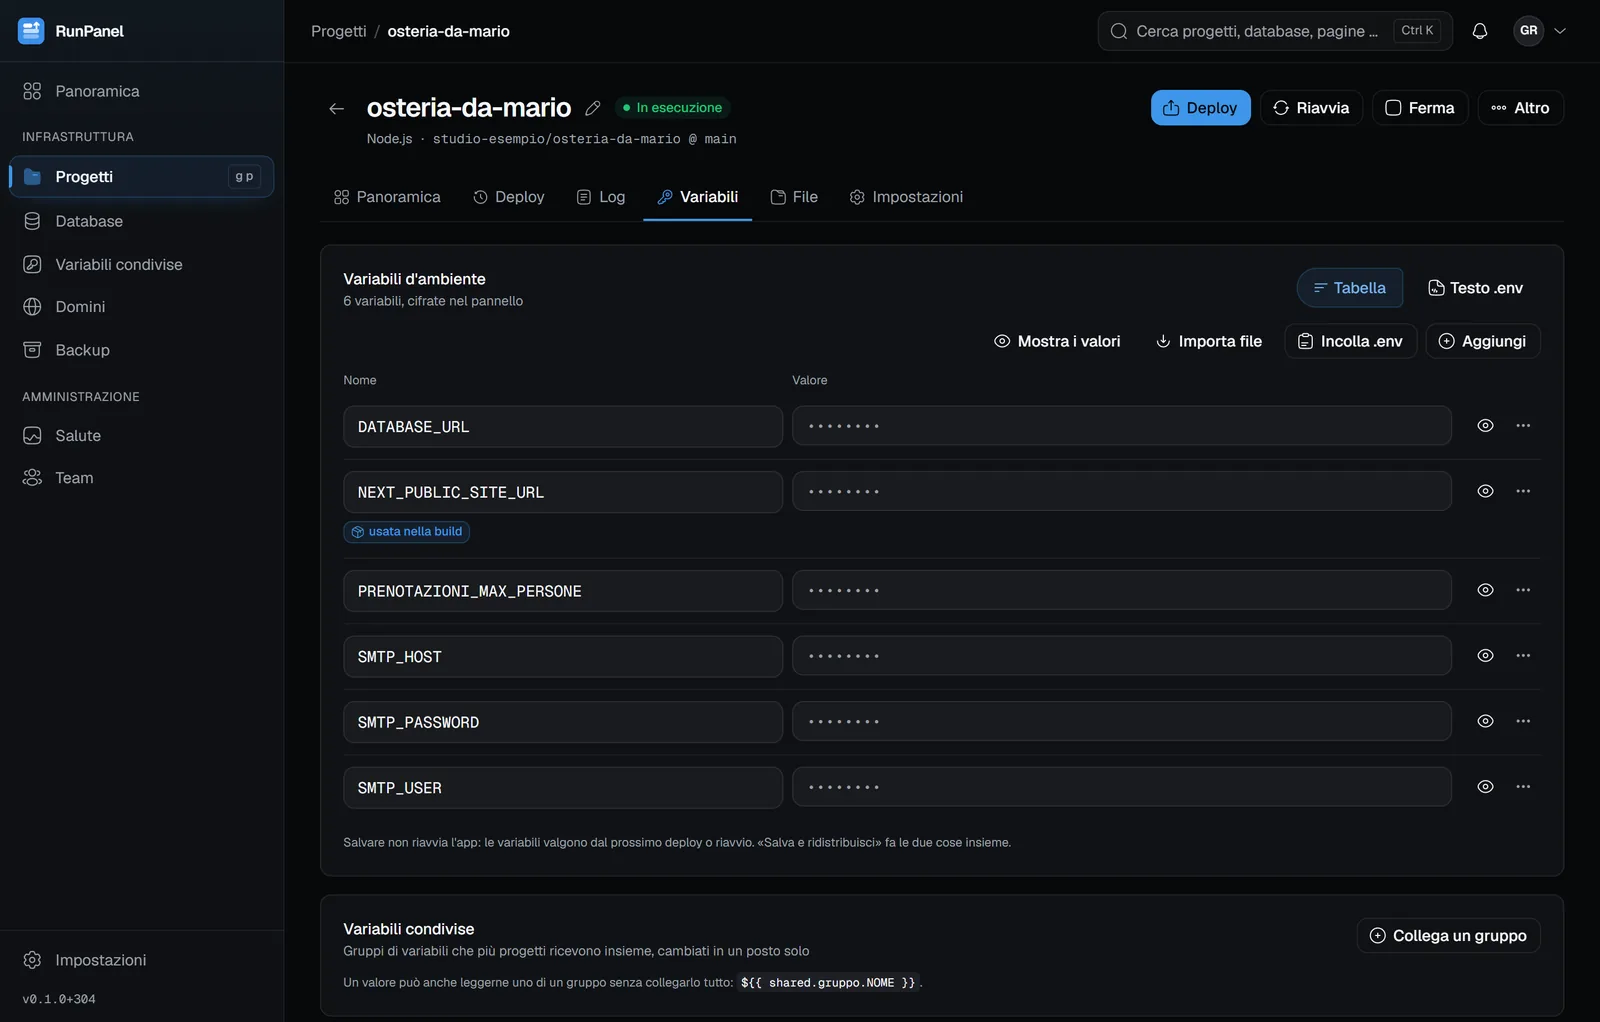 RunPanel
Progetti / osteria-da-mario
Cerca progetti, database, pagine ... Ctrl K
GR
Panoramica
INFRASTRUTTURA
Progetti g p
Database
Variabili condivise
Domini
Backup
AMMINISTRAZIONE
Salute
Team
Impostazioni
v0.1.0+304
osteria-da-mario
In esecuzione
Node.js · studio-esempio/osteria-da-mario @ main
Deploy
Riavvia
Ferma
Altro
Panoramica
Deploy
Log
Variabili
File
Impostazioni
Variabili d'ambiente
6 variabili, cifrate nel pannello
Tabella
Testo .env
Mostra i valori
Importa file
Incolla .env
Aggiungi
Nome
Valore
DATABASE_URL
••••••••
NEXT_PUBLIC_SITE_URL
••••••••
usata nella build
PRENOTAZIONI_MAX_PERSONE
••••••••
SMTP_HOST
••••••••
SMTP_PASSWORD
••••••••
SMTP_USER
••••••••
Salvare non riavvia l'app: le variabili valgono dal prossimo deploy o riavvio. «Salva e ridistribuisci» fa le due cose insieme.
Variabili condivise
Gruppi di variabili che più progetti ricevono insieme, cambiati in un posto solo
Collega un gruppo
Un valore può anche leggerne uno di un gruppo senza collegarlo tutto: ${{ shared.gruppo.NOME }}.